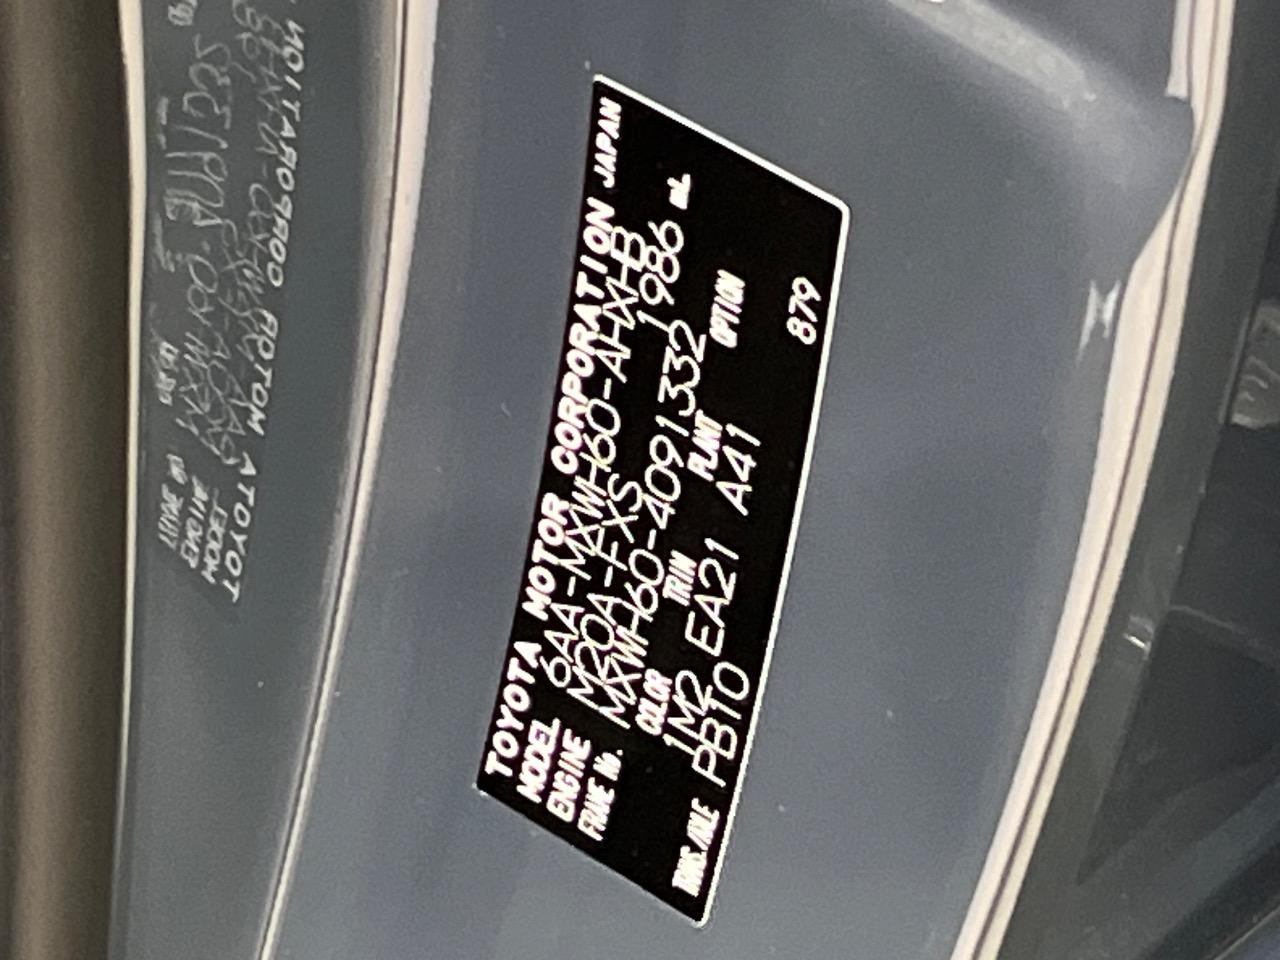 TOYOTA MOTOR CORPORATION JAPAN
MODEL 6AA-MXWH60-AHXHB
ENGINE M20A-FXS 1986 mL
FRAME No. MXWH60-4091332
COLOR TRIM PLANT OPTION
1M2 EA21 A41 879
TRANS./AXLE PB10